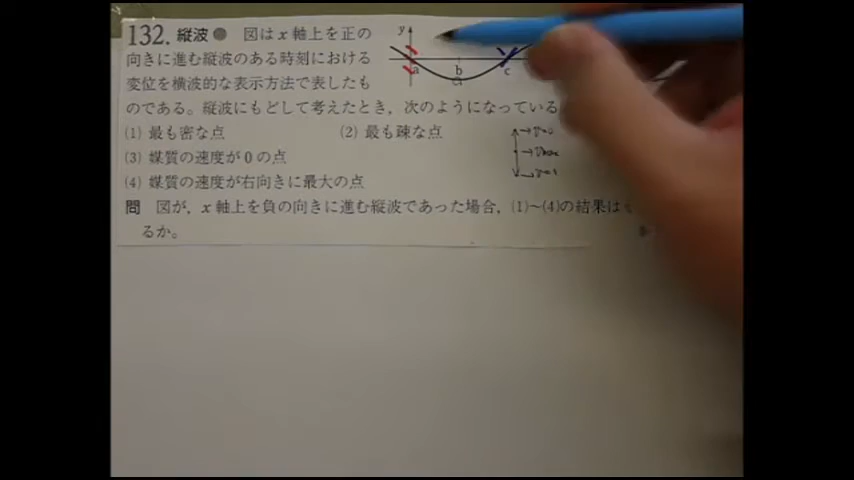 132. 縦波 ● 図は x 軸上を正の
向きに進む縦波のある時刻における
変位を横波的な表示方法で表したも
のである。縦波にもどして考えたとき，次のようになっている
(1) 最も密な点 (2) 最も疎な点
(3) 媒質の速度が 0 の点
(4) 媒質の速度が右向きに最大の点
問 図が，x 軸上を負の向きに進む縦波であった場合，(1)~(4)の結果は
るか。
y
a b c